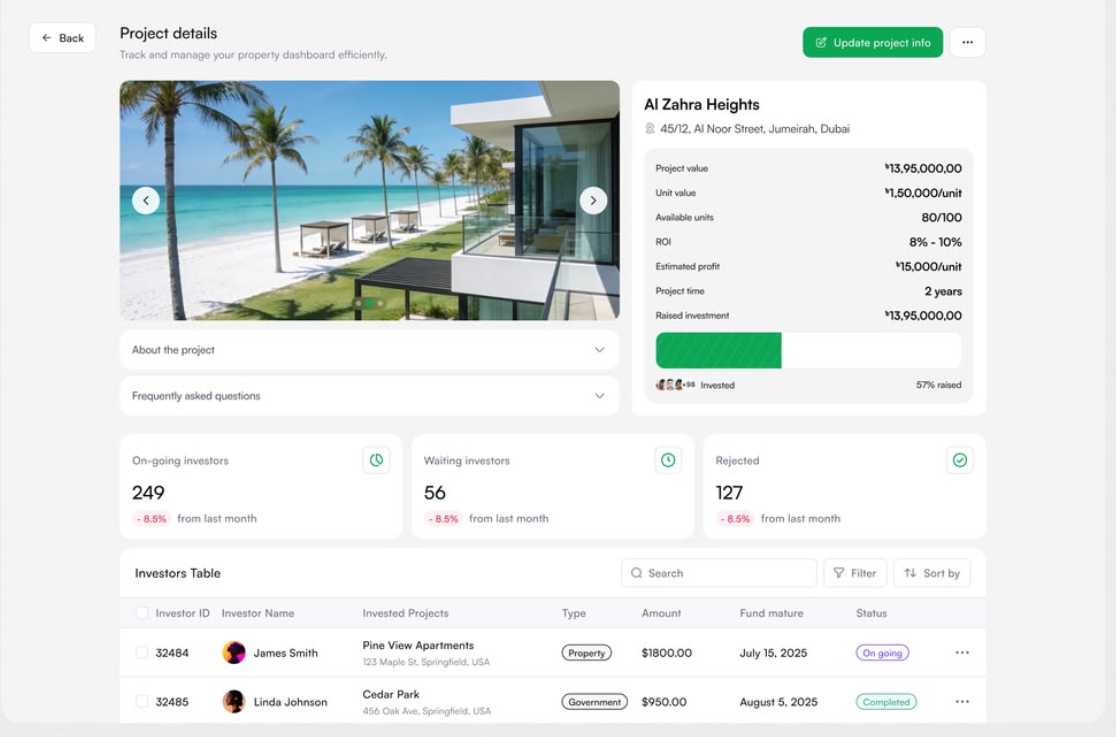 Back
Project details
Track and manage your property dashboard efficiently.
Update project info
Al Zahra Heights
45/12, Al Noor Street, Jumeirah, Dubai
Project value ৳13,95,000,00
Unit value ৳1,50,000/unit
Available units 80/100
ROI 8% - 10%
Estimated profit ৳15,000/unit
Project time 2 years
Raised investment ৳13,95,000,00
+98 Invested 57% raised
About the project
Frequently asked questions
On-going investors
249
- 8.5% from last month
Waiting investors
56
- 8.5% from last month
Rejected
127
- 8.5% from last month
Investors Table
Search
Filter
Sort by
Investor ID Investor Name Invested Projects Type Amount Fund mature Status
32484 James Smith Pine View Apartments Property $1800.00 July 15, 2025 On going
123 Maple St, Springfield, USA
32485 Linda Johnson Cedar Park Government $950.00 August 5, 2025 Completed
456 Oak Ave, Springfield, USA